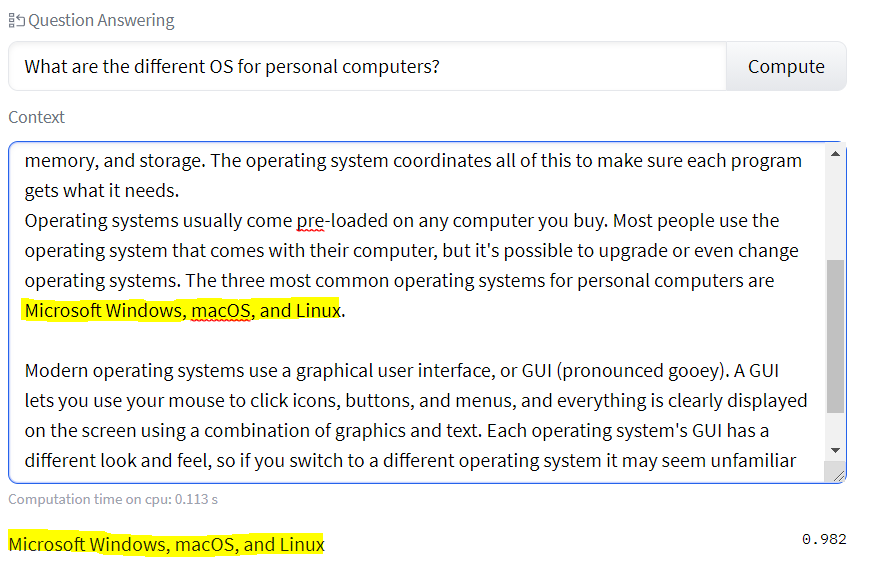 Question Answering
What are the different OS for personal computers?
Compute
Context
memory, and storage. The operating system coordinates all of this to make sure each program
gets what it needs.
Operating systems usually come pre-loaded on any computer you buy. Most people use the
operating system that comes with their computer, but it's possible to upgrade or even change
operating systems. The three most common operating systems for personal computers are
Microsoft Windows, macOS, and Linux.
Modern operating systems use a graphical user interface, or GUI (pronounced gooey). A GUI
lets you use your mouse to click icons, buttons, and menus, and everything is clearly displayed
on the screen using a combination of graphics and text. Each operating system's GUI has a
different look and feel, so if you switch to a different operating system it may seem unfamiliar
Computation time on cpu: 0.113 s
Microsoft Windows, macOS, and Linux
0.982